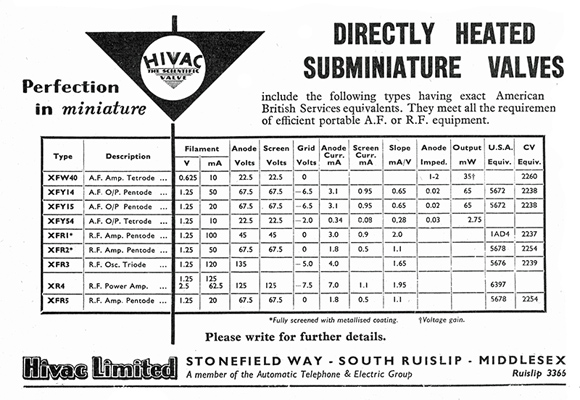 HIVAC
THE SCIENTIFIC
VALVE
Perfection
in miniature
DIRECTLY HEATED
SUBMINIATURE VALVES
include the following types having exact American
British Services equivalents. They meet all the requiremen
of efficient portable A.F. or R.F. equipment.
Type Description Filament V mA Anode Volts Screen Volts Grid Volts Anode Curr. mA Screen Curr. mA Slope mA/V Anode Imped. Output mW U.S.A. Equiv. CV Equiv.
XFW40 A.F. Amp. Tetrode ... 0.625 10 22.5 22.5 0 1-2 35† 2260
XFY14 A.F. O/P Pentode ... 1.25 50 67.5 67.5 –6.5 3.1 0.95 0.65 0.02 65 5672 2238
XFY15 A.F. O/P Pentode ... 1.25 20 67.5 67.5 –6.5 3.1 0.95 0.65 0.02 65 5672 2238
XFY54 A.F. O/P Pentode ... 1.25 10 22.5 22.5 –2.0 0.34 0.08 0.28 0.03 2.75
XFR1* R.F. Amp. Pentode ... 1.25 100 45 45 0 3.0 0.9 2.0 1AD4 2237
XFR2* R.F. Amp. Pentode ... 1.25 50 67.5 67.5 0 1.8 0.5 1.1 5678 2254
XFR3 R.F. Osc. Triode ... 1.25 120 135 –5.0 4.0 1.65 5676 2239
XR4 R.F. Power Amp. ... 1.25 2.5 125 62.5 125 125 –7.5 7.0 1.1 1.95 6397
XFR5 R.F. Amp. Pentode ... 1.25 20 67.5 67.5 0 1.8 0.5 1.1 5678 2254
*Fully screened with metallised coating. †Voltage gain.
Please write for further details.
Hivac Limited
STONEFIELD WAY - SOUTH RUISLIP - MIDDLESEX
A member of the Automatic Telephone & Electric Group Ruislip 3366